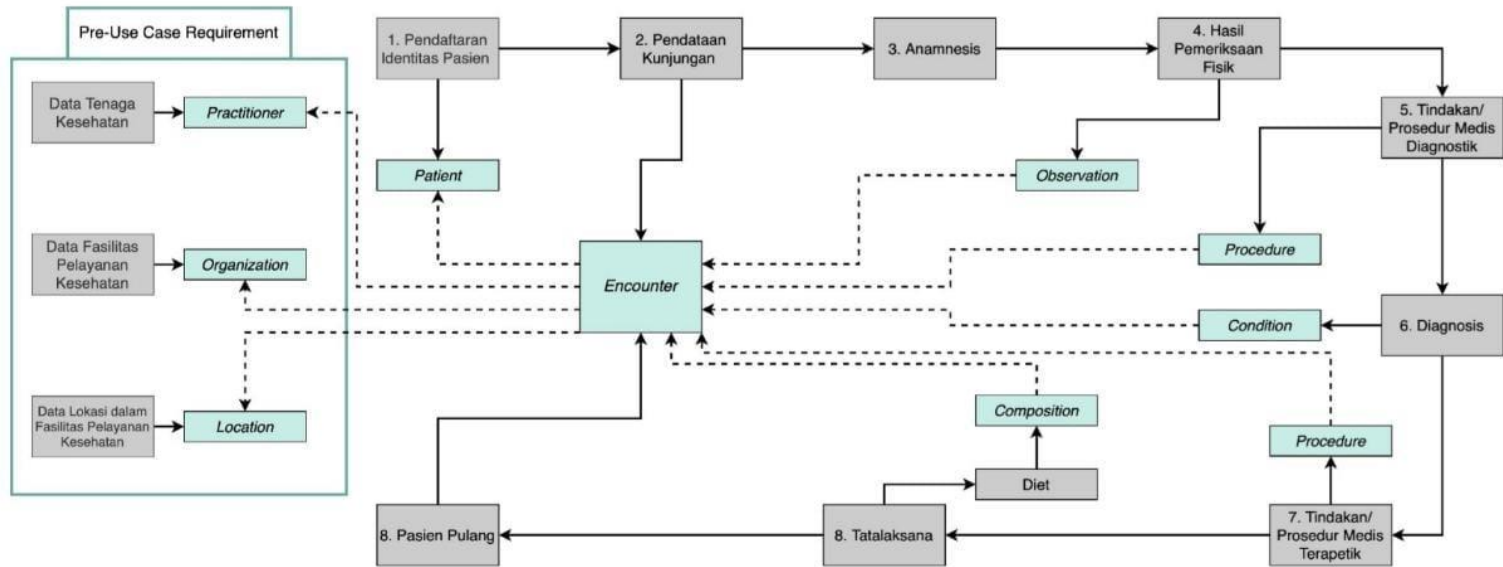 Pre-Use Case Requirement
Data Tenaga
Kesehatan
Practitioner
Data Fasilitas
Pelayanan
Kesehatan
Organization
Data Lokasi dalam
Fasilitas Pelayanan
Kesehatan
Location
1. Pendaftaran
Identitas Pasien
2. Pendataan
Kunjungan
3. Anamnesis
4. Hasil
Pemeriksaan
Fisik
5. Tindakan/
Prosedur Medis
Diagnostik
Patient
Observation
Procedure
Encounter
Condition
6. Diagnosis
Composition
Procedure
Diet
8. Pasien Pulang
8. Tatalaksana
7. Tindakan/
Prosedur Medis
Terapetik